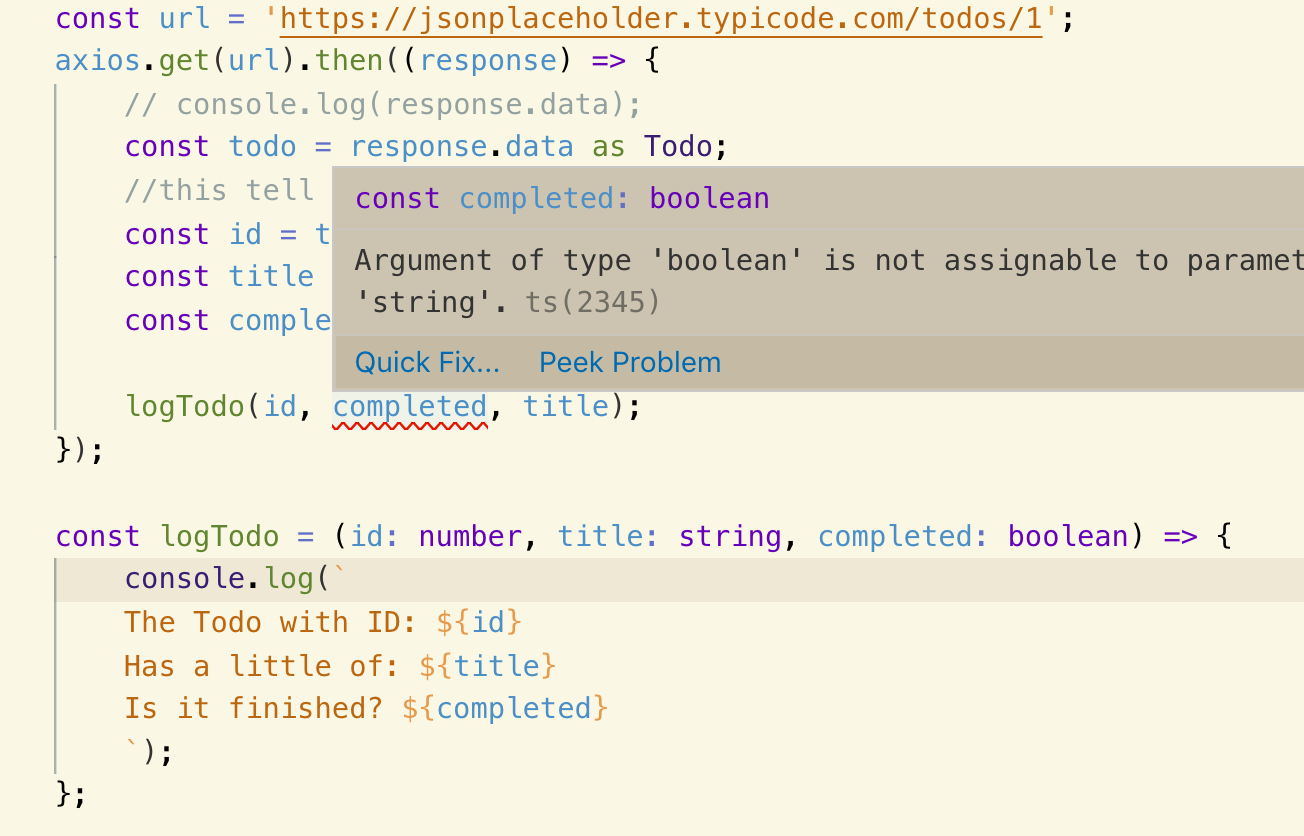 const url = 'https://jsonplaceholder.typicode.com/todos/1';
axios.get(url).then((response) => {
// console.log(response.data);
const todo = response.data as Todo;
//this tell
const id = t
const title
const comple
const completed: boolean
Argument of type 'boolean' is not assignable to paramet
'string'. ts(2345)
Quick Fix... Peek Problem
logTodo(id, completed, title);
});
const logTodo = (id: number, title: string, completed: boolean) => {
console.log(`
The Todo with ID: ${id}
Has a little of: ${title}
Is it finished? ${completed}
`);
};